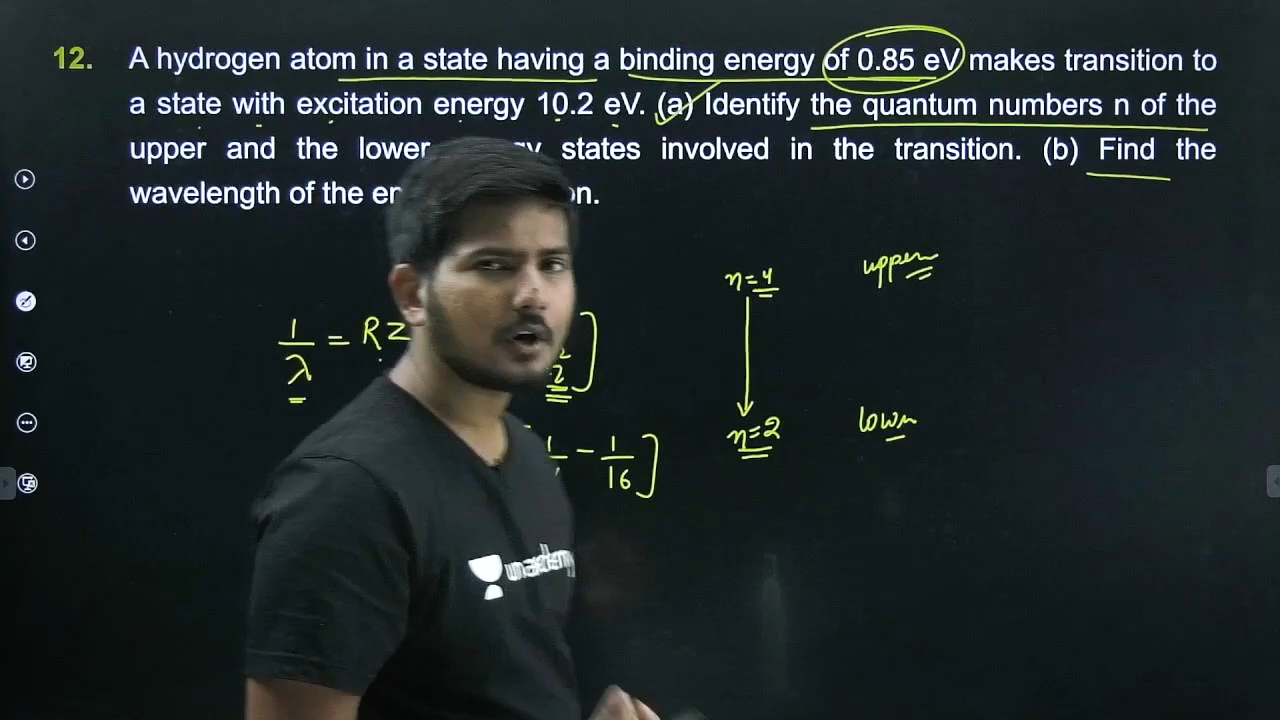 12. A hydrogen atom in a state having a binding energy of 0.85 eV makes transition to
a state with excitation energy 10.2 eV. (a) Identify the quantum numbers n of the
upper and the lower states involved in the transition. (b) Find the
wavelength of the
n=4 upper
1/λ = RZ
n=2 lower
- 1/16]
unacademy